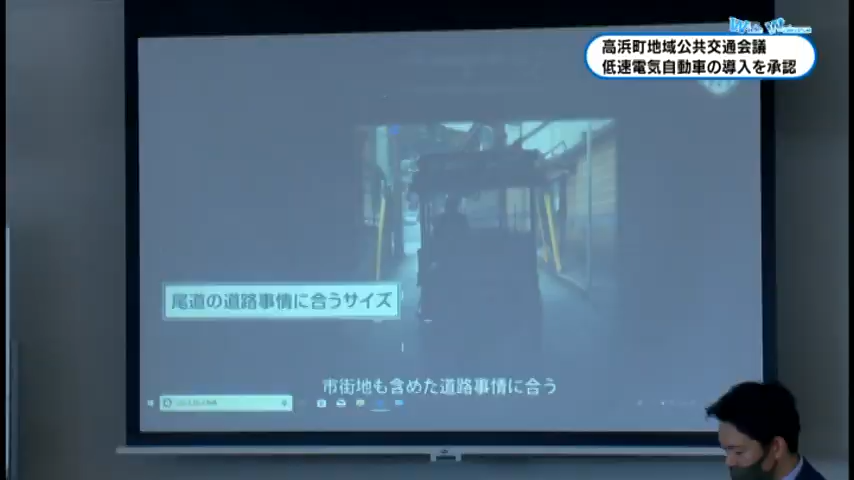 高浜町地域公共交通会議
低速電気自動車の導入を承認
尾道の道路事情に合うサイズ
市街地も含めた道路事情に合う